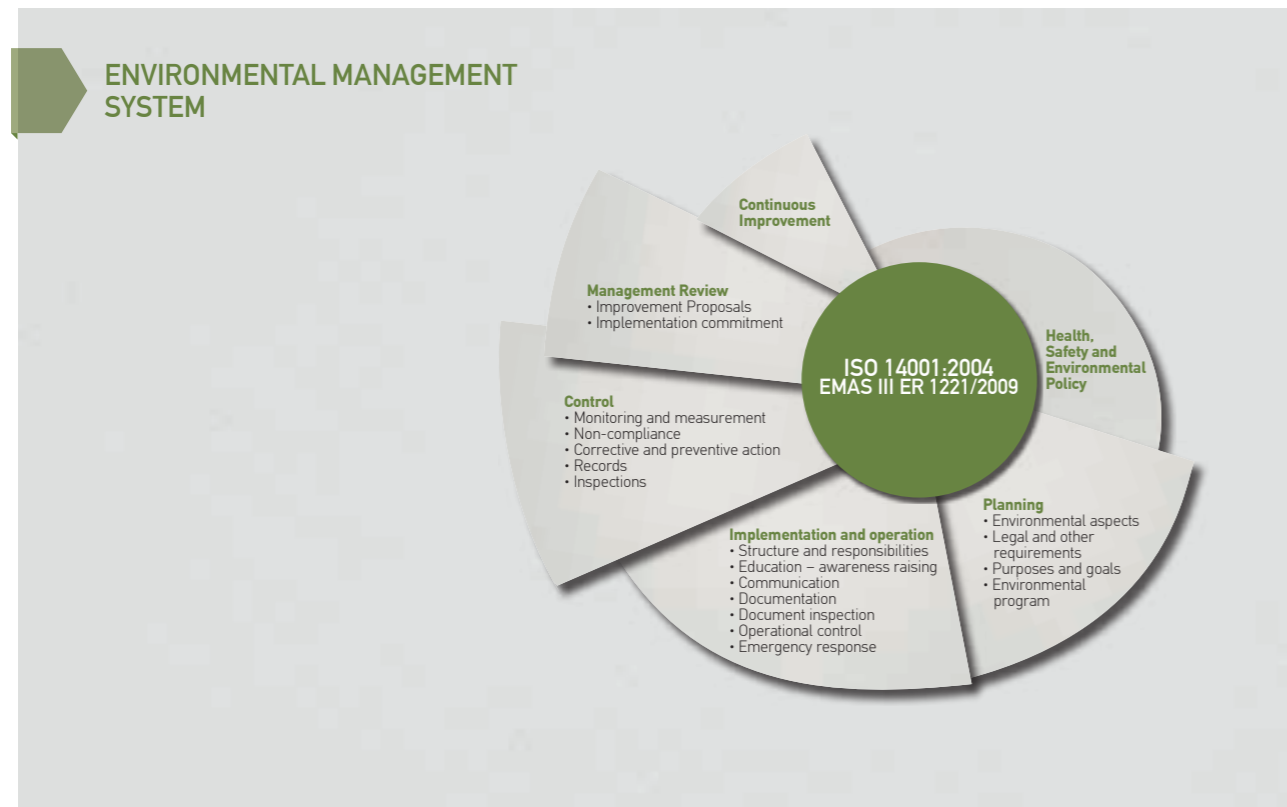 ENVIRONMENTAL MANAGEMENT
SYSTEM
Continuous
Improvement
Management Review
• Improvement Proposals
• Implementation commitment
Health,
Safety and
Environmental
Policy
ISO 14001:2004
EMAS III ER 1221/2009
Control
• Monitoring and measurement
• Non-compliance
• Corrective and preventive action
• Records
• Inspections
Planning
• Environmental aspects
• Legal and other
requirements
• Purposes and goals
• Environmental
program
Implementation and operation
• Structure and responsibilities
• Education – awareness raising
• Communication
• Documentation
• Document inspection
• Operational control
• Emergency response